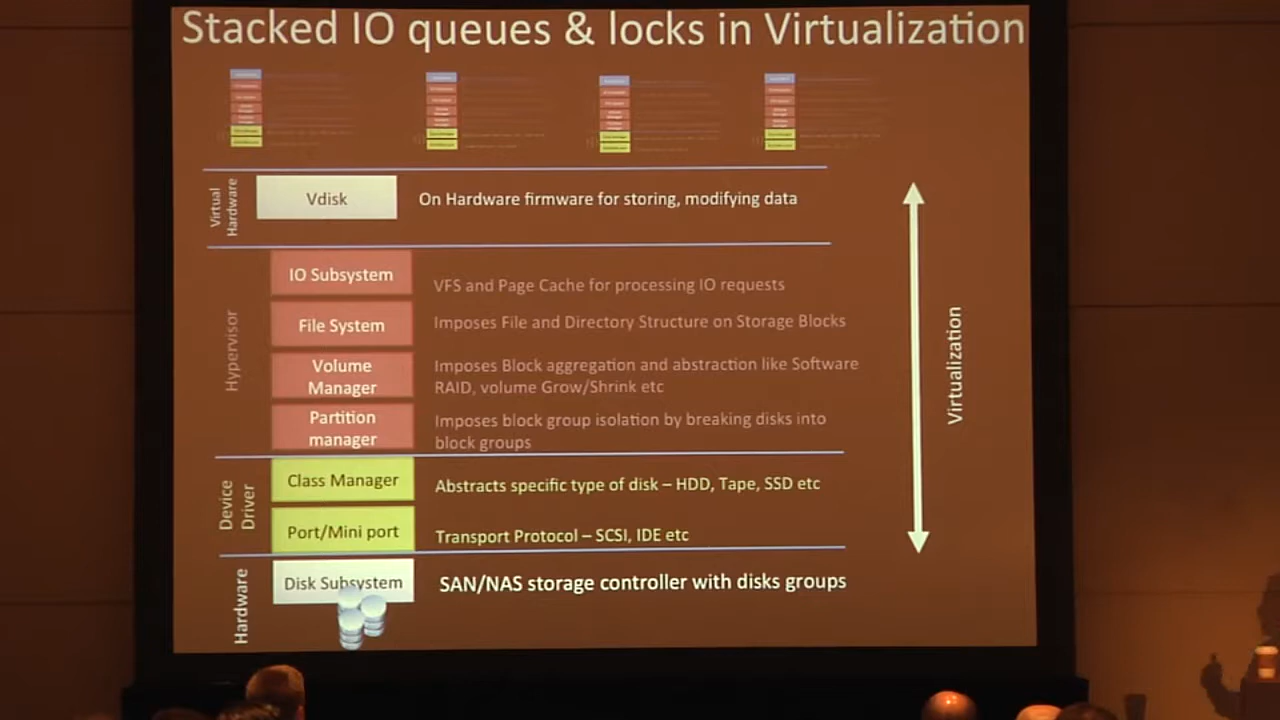 Stacked IO queues & locks in Virtualization
Virtual
Hardware
Vdisk
On Hardware firmware for storing, modifying data
Hypervisor
IO Subsystem
VFS and Page Cache for processing IO requests
File System
Imposes File and Directory Structure on Storage Blocks
Volume
Manager
Imposes Block aggregation and abstraction like Software
RAID, volume Grow/Shrink etc
Partition
manager
Imposes block group isolation by breaking disks into
block groups
Device
Driver
Class Manager
Abstracts specific type of disk – HDD, Tape, SSD etc
Port/Mini port
Transport Protocol – SCSI, IDE etc
Hardware
Disk Subsystem
SAN/NAS storage controller with disks groups
Virtualization